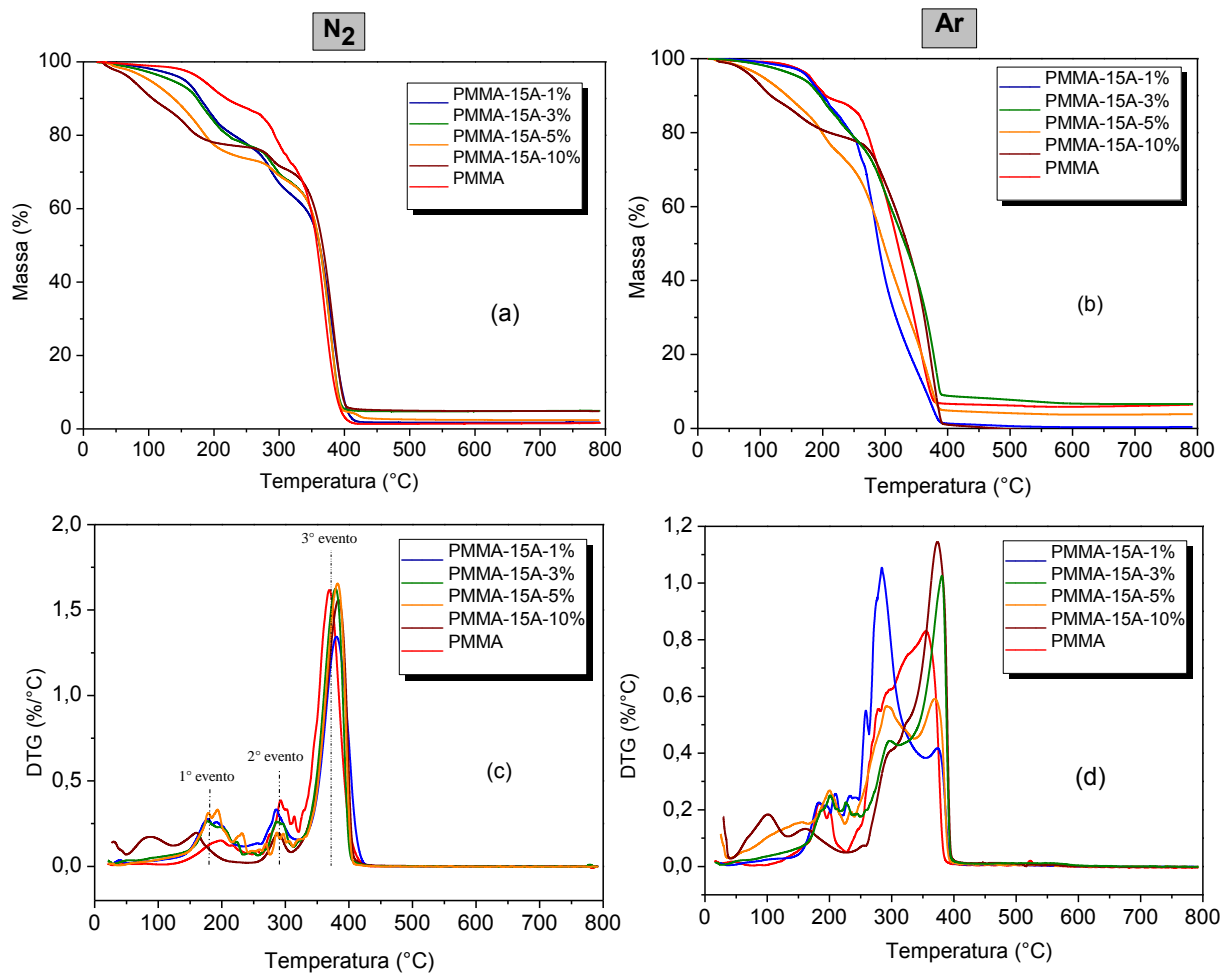 N2
Ar
100
80
60
40
20
0
Massa (%)
PMMA-15A-1%
PMMA-15A-3%
PMMA-15A-5%
PMMA-15A-10%
PMMA
(a)
0 100 200 300 400 500 600 700 800
Temperatura (°C)
100
80
60
40
20
0
Massa (%)
PMMA-15A-1%
PMMA-15A-3%
PMMA-15A-5%
PMMA-15A-10%
PMMA
(b)
0 100 200 300 400 500 600 700 800
Temperatura (°C)
2,0
1,5
1,0
0,5
0,0
DTG (%/°C)
1° evento
2° evento
3° evento
PMMA-15A-1%
PMMA-15A-3%
PMMA-15A-5%
PMMA-15A-10%
PMMA
(c)
0 100 200 300 400 500 600 700 800
Temperatura (°C)
1,2
1,0
0,8
0,6
0,4
0,2
0,0
DTG (%/°C)
PMMA-15A-1%
PMMA-15A-3%
PMMA-15A-5%
PMMA-15A-10%
PMMA
(d)
0 100 200 300 400 500 600 700 800
Temperatura (°C)